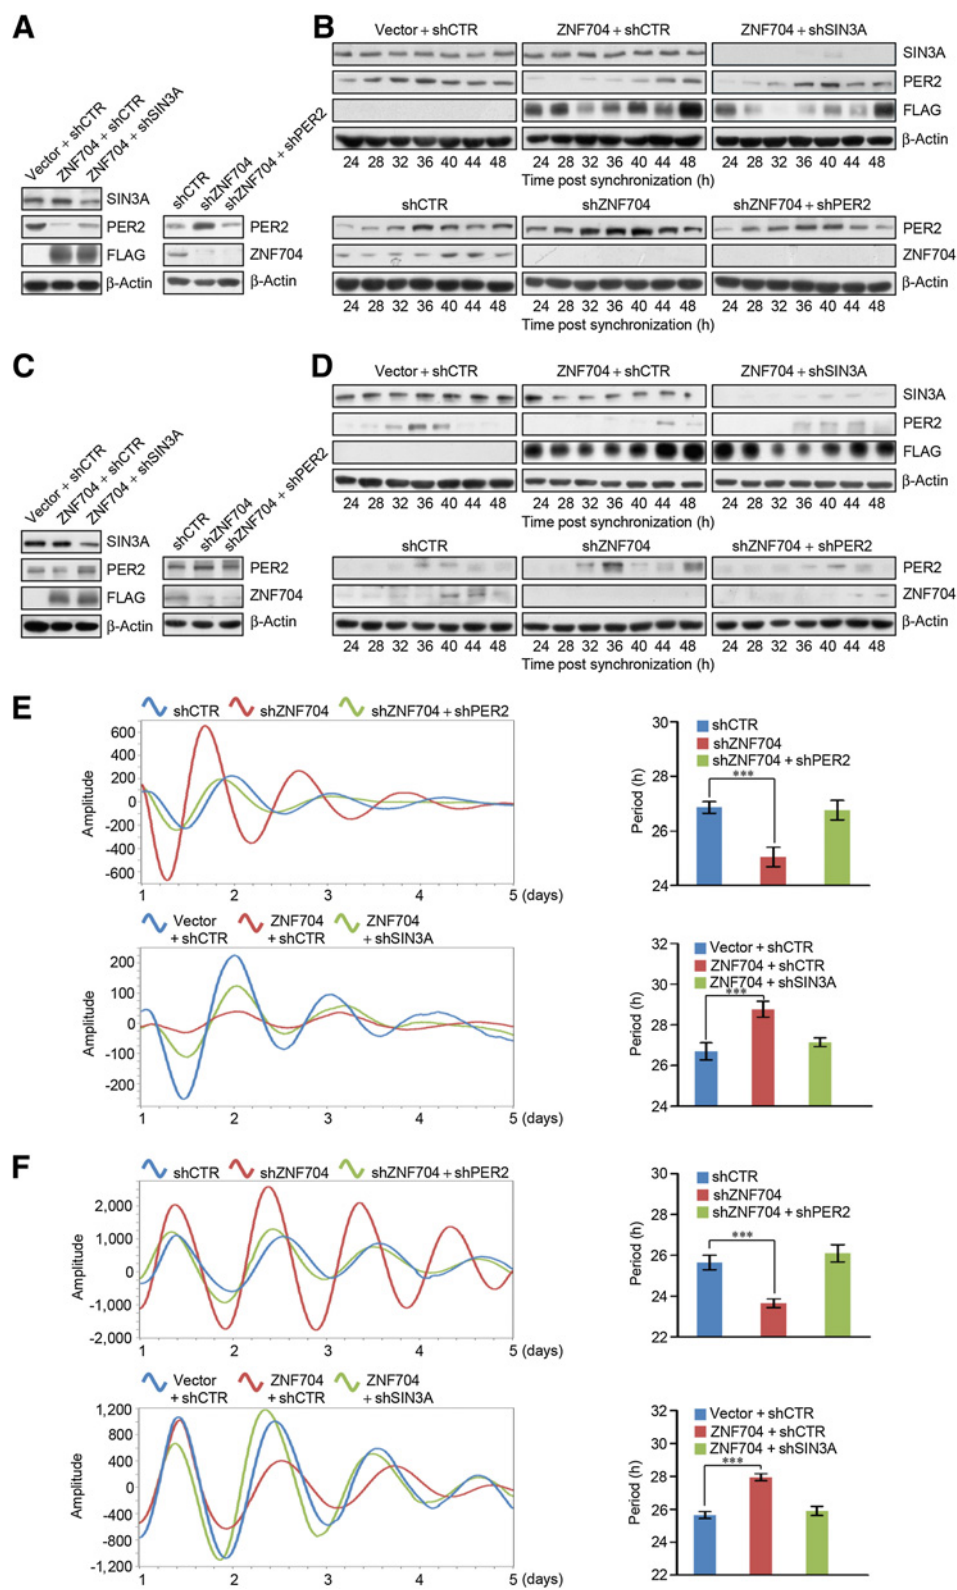 A
Vector + shCTR
ZNF704 + shCTR
ZNF704 + shSIN3A
SIN3A
PER2
FLAG
β-Actin
shCTR
shZNF704
shZNF704 + shPER2
PER2
ZNF704
β-Actin
B
Vector + shCTR ZNF704 + shCTR ZNF704 + shSIN3A
SIN3A
PER2
FLAG
β-Actin
24 28 32 36 40 44 48 24 28 32 36 40 44 48 24 28 32 36 40 44 48
Time post synchronization (h)
shCTR shZNF704 shZNF704 + shPER2
PER2
ZNF704
β-Actin
24 28 32 36 40 44 48 24 28 32 36 40 44 48 24 28 32 36 40 44 48
Time post synchronization (h)
C
Vector + shCTR
ZNF704 + shCTR
ZNF704 + shSIN3A
SIN3A
PER2
FLAG
β-Actin
shCTR
shZNF704
shZNF704 + shPER2
PER2
ZNF704
β-Actin
D
Vector + shCTR ZNF704 + shCTR ZNF704 + shSIN3A
SIN3A
PER2
FLAG
β-Actin
24 28 32 36 40 44 48 24 28 32 36 40 44 48 24 28 32 36 40 44 48
Time post synchronization (h)
shCTR shZNF704 shZNF704 + shPER2
PER2
ZNF704
β-Actin
24 28 32 36 40 44 48 24 28 32 36 40 44 48 24 28 32 36 40 44 48
Time post synchronization (h)
E
shCTR shZNF704 shZNF704 + shPER2
Amplitude
600
400
200
0
-200
-400
-600
1 2 3 4 5 (days)
Period (h)
30
28
26
24
shCTR
shZNF704
shZNF704 + shPER2
***
Vector + shCTR ZNF704 + shCTR ZNF704 + shSIN3A
Amplitude
200
100
0
-100
-200
1 2 3 4 5 (days)
Period (h)
32
30
28
26
24
Vector + shCTR
ZNF704 + shCTR
ZNF704 + shSIN3A
***
F
shCTR shZNF704 shZNF704 + shPER2
Amplitude
2,000
1,000
0
-1,000
-2,000
1 2 3 4 5 (days)
Period (h)
30
28
26
24
22
shCTR
shZNF704
shZNF704 + shPER2
***
Vector + shCTR ZNF704 + shCTR ZNF704 + shSIN3A
Amplitude
1,200
800
400
0
-400
-800
-1,200
1 2 3 4 5 (days)
Period (h)
32
30
28
26
24
22
Vector + shCTR
ZNF704 + shCTR
ZNF704 + shSIN3A
***